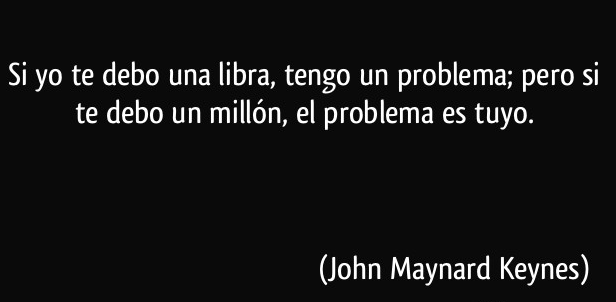 Si yo te debo una libra, tengo un problema; pero si
te debo un millón, el problema es tuyo.
(John Maynard Keynes)